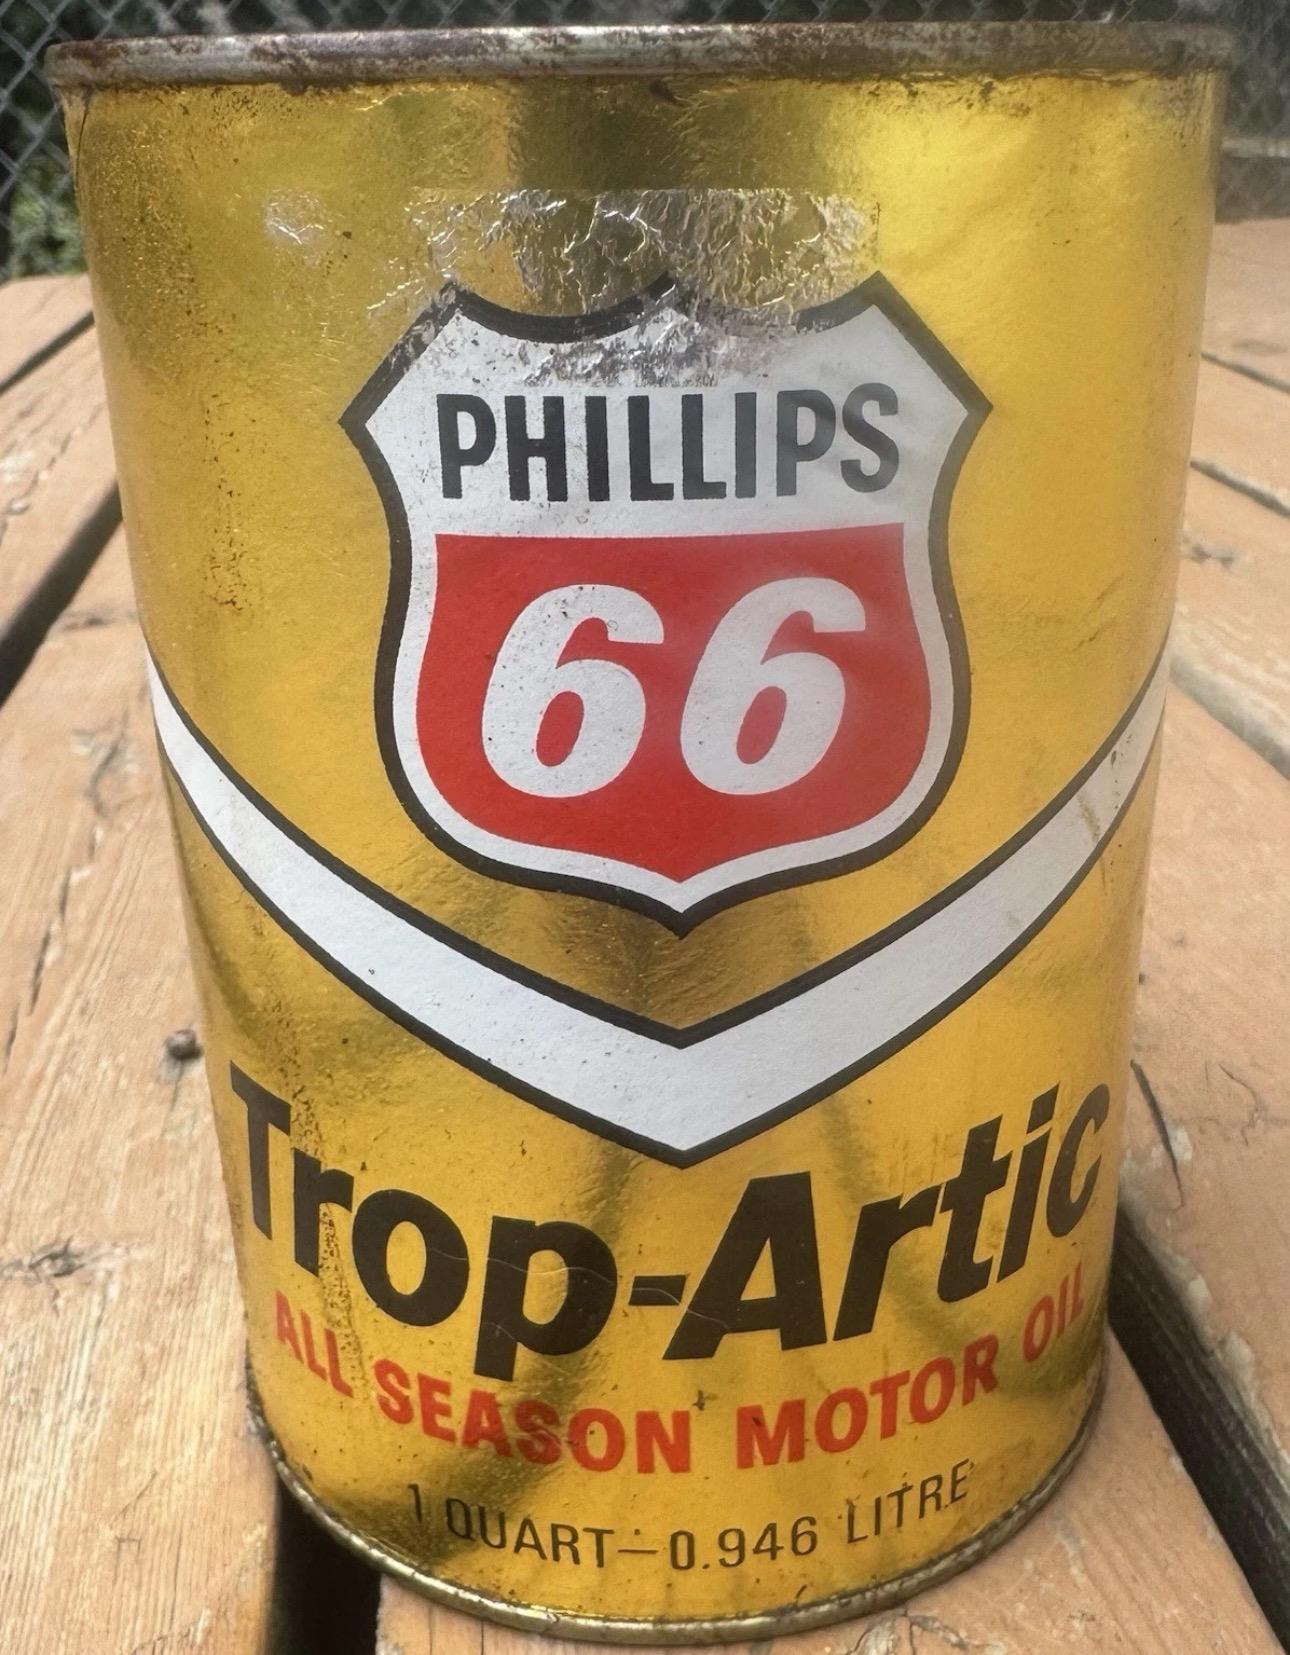 PHILLIPS
66
Trop-Artic
ALL SEASON MOTOR OIL
1 QUART—0.946 LITRE